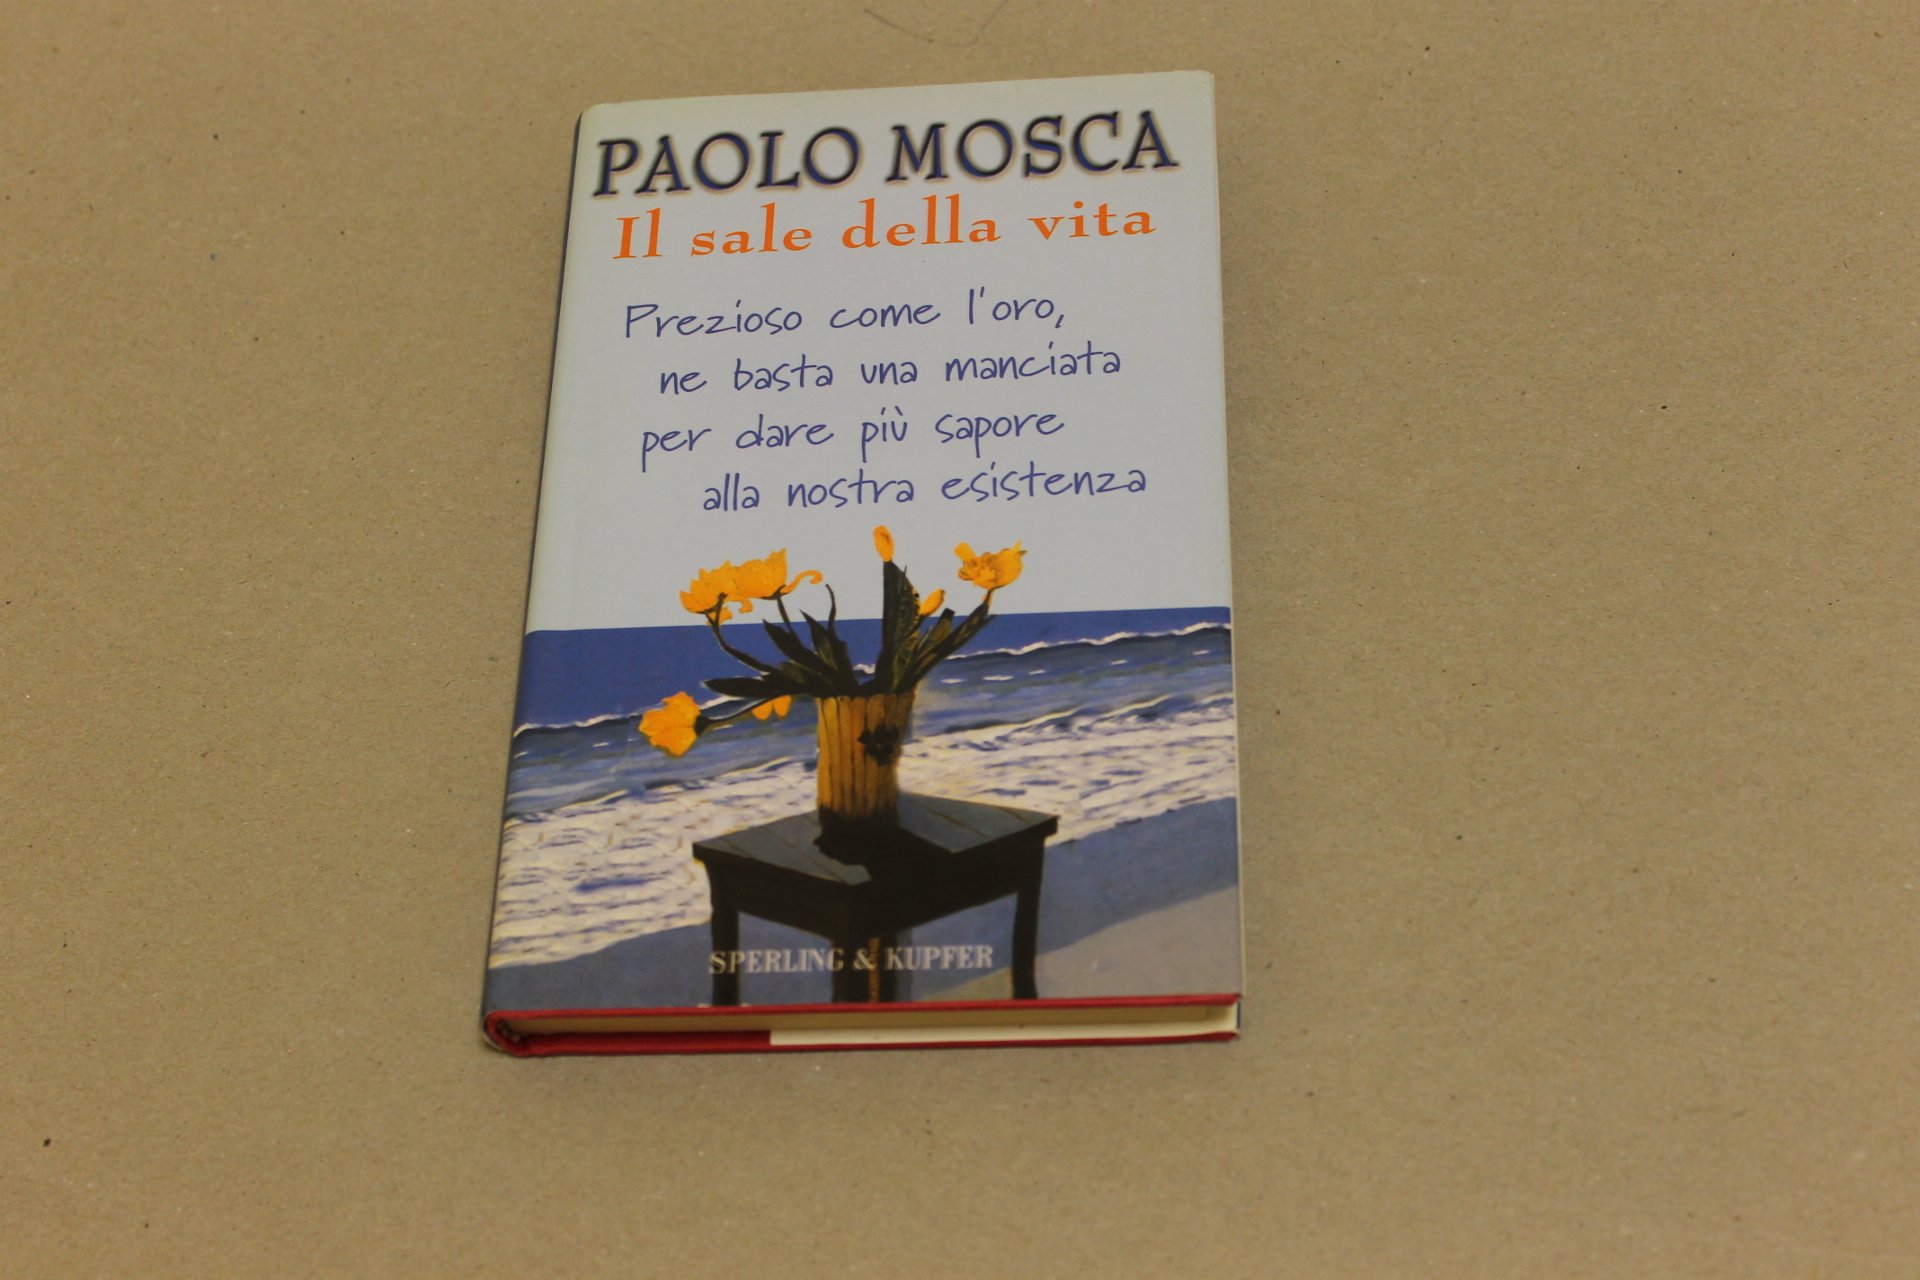 PAOLO MOSCA
Il sale della vita
Prezioso come l'oro,
ne basta una manciata
per dare più sapore
alla nostra esistenza
SPERLING & KUPFER